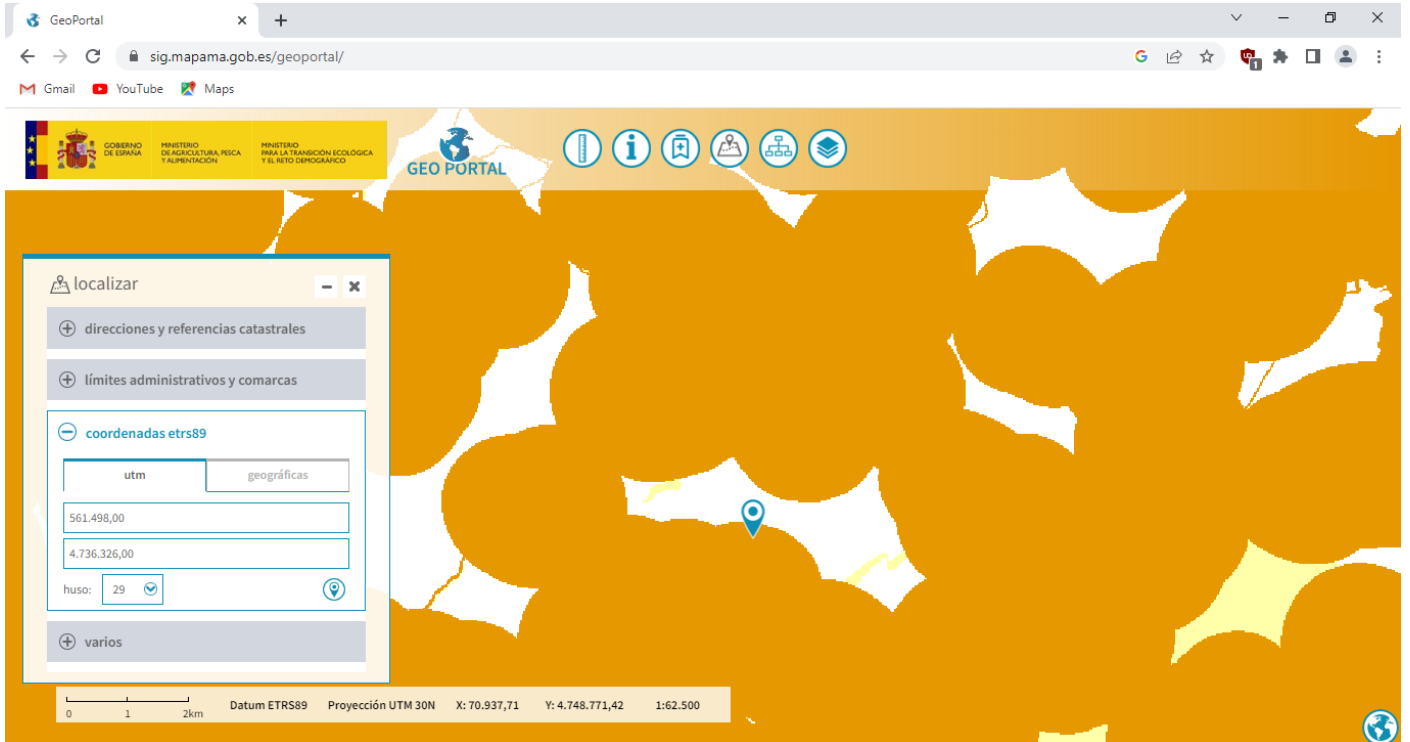 GeoPortal
sig.mapama.gob.es/geoportal/
1
Gmail YouTube Maps
GOBIERNO DE ESPAÑA
MINISTERIO DE AGRICULTURA, PESCA Y ALIMENTACIÓN
MINISTERIO PARA LA TRANSICIÓN ECOLÓGICA Y EL RETO DEMOGRÁFICO
GEO PORTAL
localizar
direcciones y referencias catastrales
límites administrativos y comarcas
coordenadas etrs89
utm geográficas
561.498,00
4.736.326,00
huso: 29
varios
0 1 2km Datum ETRS89 Proyección UTM 30N X: 70.937,71 Y: 4.748.771,42 1:62.500